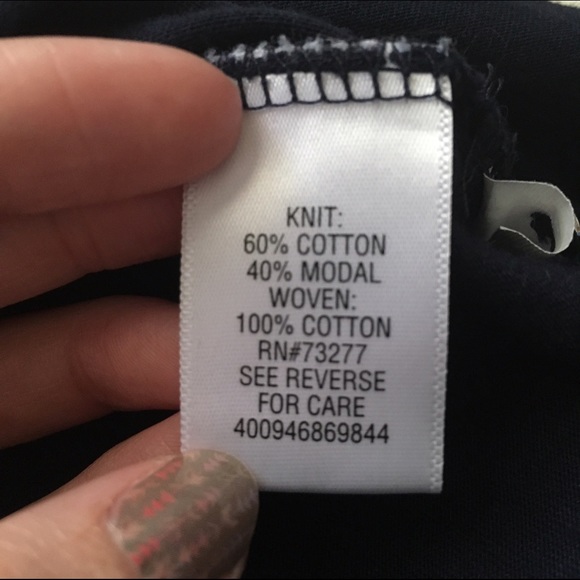 KNIT:
60% COTTON
40% MODAL
WOVEN:
100% COTTON
RN#73277
SEE REVERSE
FOR CARE
400946869844